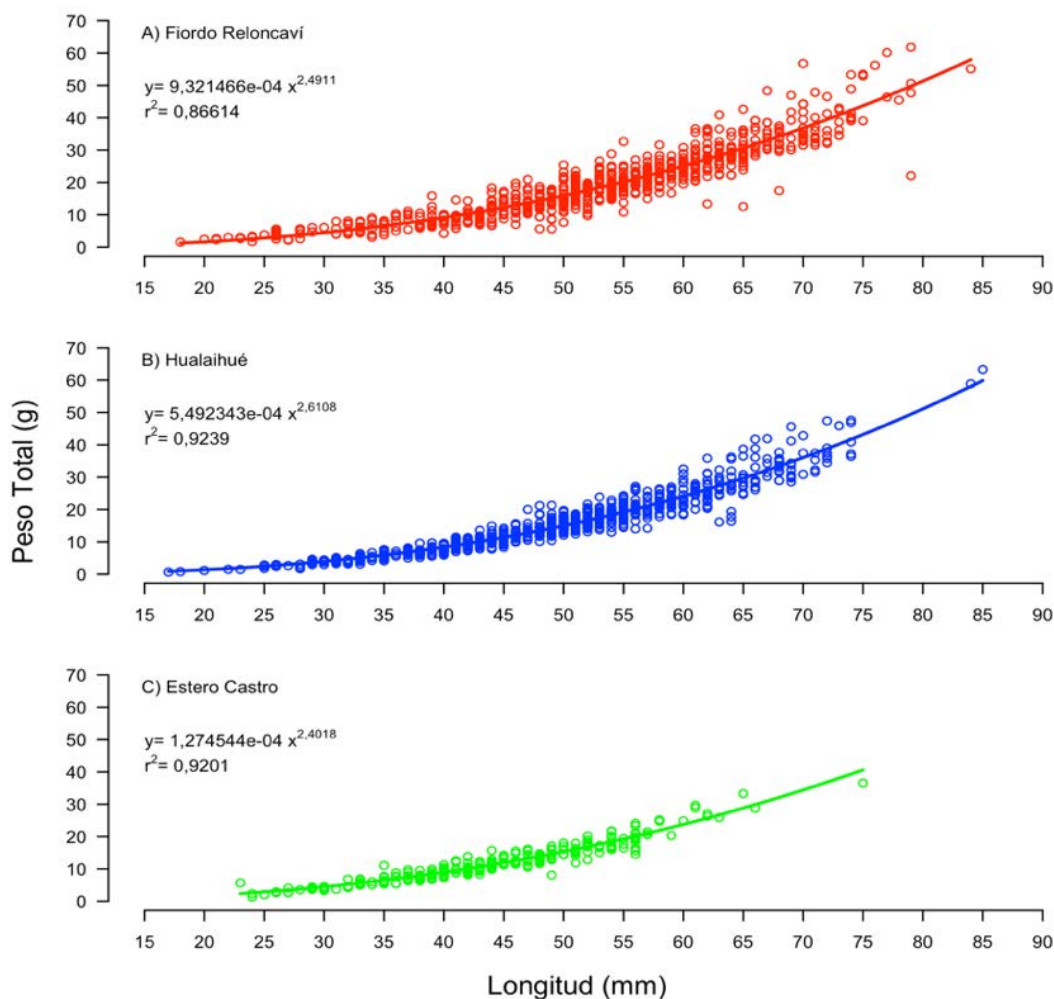 A) Fiordo Reloncaví
y= 9,321466e-04 x^2,4911
r^2= 0,86614
70
60
50
40
30
20
10
0
15 20 25 30 35 40 45 50 55 60 65 70 75 80 85 90
B) Hualaihué
y= 5,492343e-04 x^2,6108
r^2= 0,9239
70
60
50
40
30
20
10
0
15 20 25 30 35 40 45 50 55 60 65 70 75 80 85 90
Peso Total (g)
C) Estero Castro
y= 1,274544e-04 x^2,4018
r^2= 0,9201
70
60
50
40
30
20
10
0
15 20 25 30 35 40 45 50 55 60 65 70 75 80 85 90
Longitud (mm)